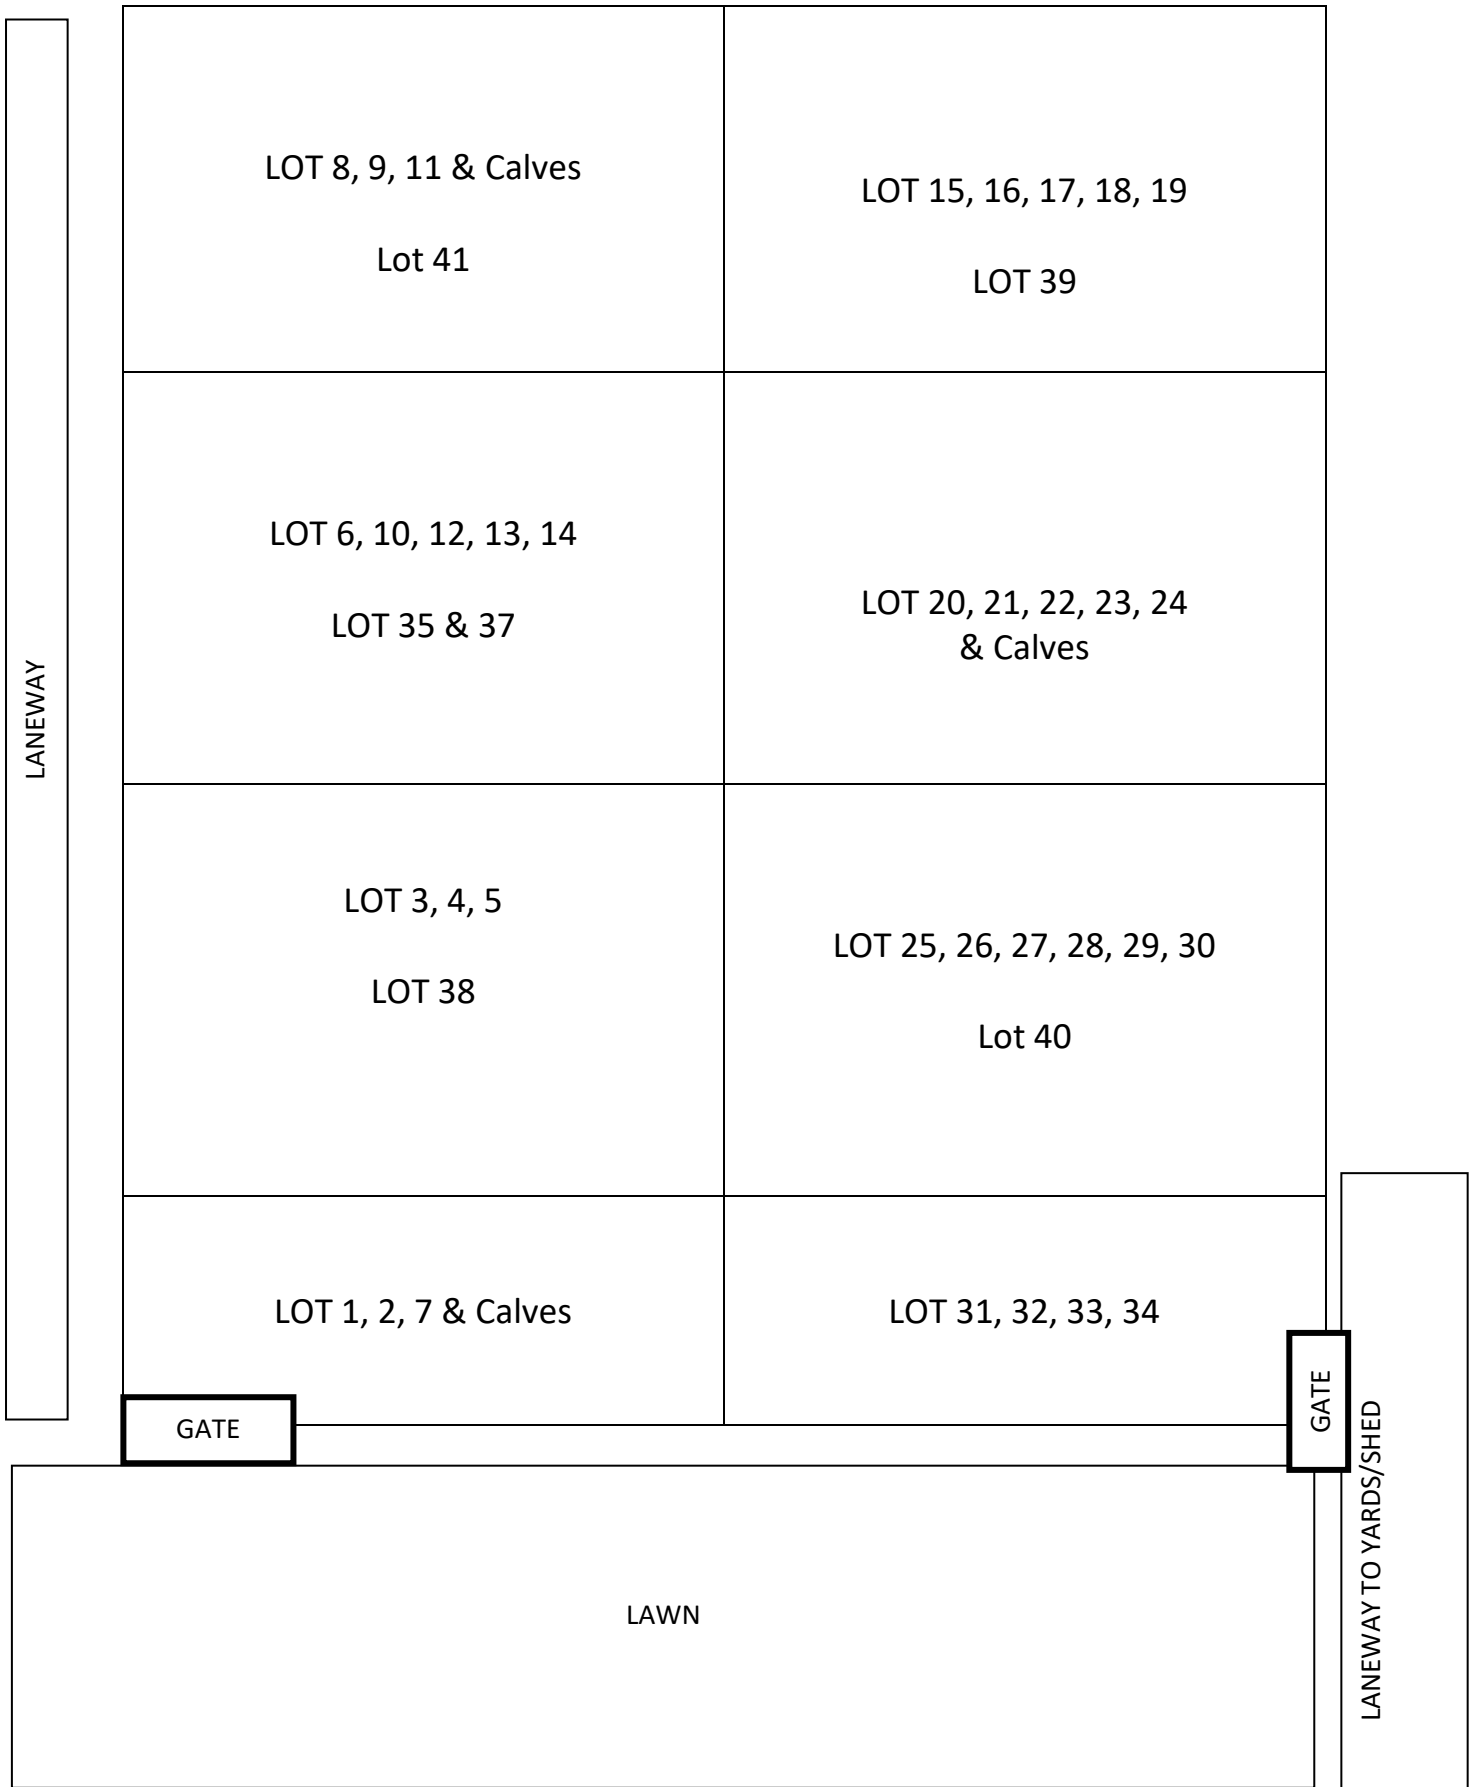 LOT 8, 9, 11 & Calves
Lot 41
LOT 15, 16, 17, 18, 19
LOT 39
LOT 6, 10, 12, 13, 14
LOT 35 & 37
LOT 20, 21, 22, 23, 24
& Calves
LANEWAY
LOT 3, 4, 5
LOT 38
LOT 25, 26, 27, 28, 29, 30
Lot 40
LOT 1, 2, 7 & Calves
LOT 31, 32, 33, 34
GATE
GATE
LANEWAY TO YARDS/SHED
LAWN